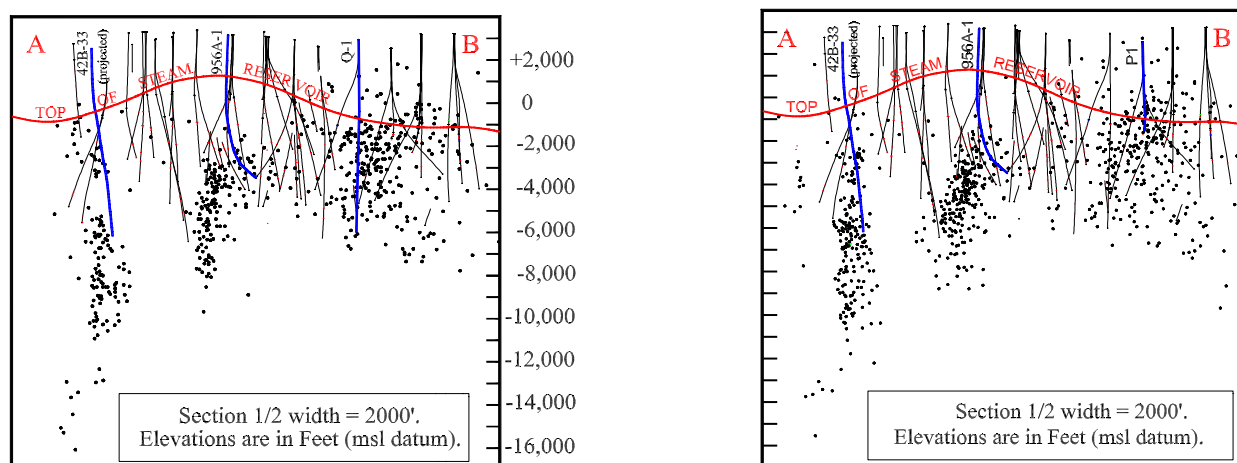 A
42B-33
(projected)
956A-1
Q-1
B
TOP OF STEAM RESERVOIR
+2,000
0
-2,000
-4,000
-6,000
-8,000
-10,000
-12,000
-14,000
-16,000
Section 1/2 width = 2000'.
Elevations are in Feet (msl datum).
A
42B-33
(projected)
956A-1
P1
B
TOP OF STEAM RESERVOIR
Section 1/2 width = 2000'.
Elevations are in Feet (msl datum).